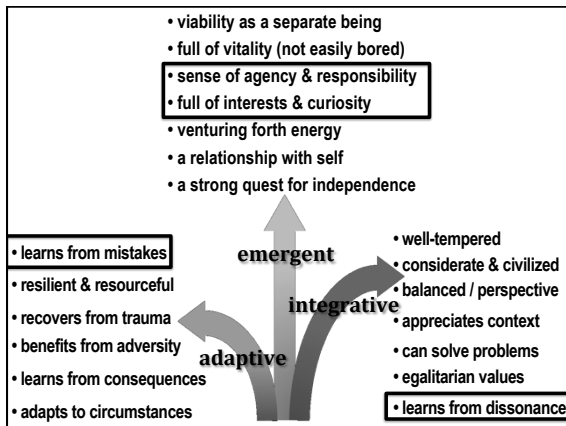 • viability as a separate being
• full of vitality (not easily bored)
• sense of agency & responsibility
• full of interests & curiosity
• venturing forth energy
• a relationship with self
• a strong quest for independence
emergent
integrative
adaptive
• learns from mistakes
• resilient & resourceful
• recovers from trauma
• benefits from adversity
• learns from consequences
• adapts to circumstances
• well-tempered
• considerate & civilized
• balanced / perspective
• appreciates context
• can solve problems
• egalitarian values
• learns from dissonance